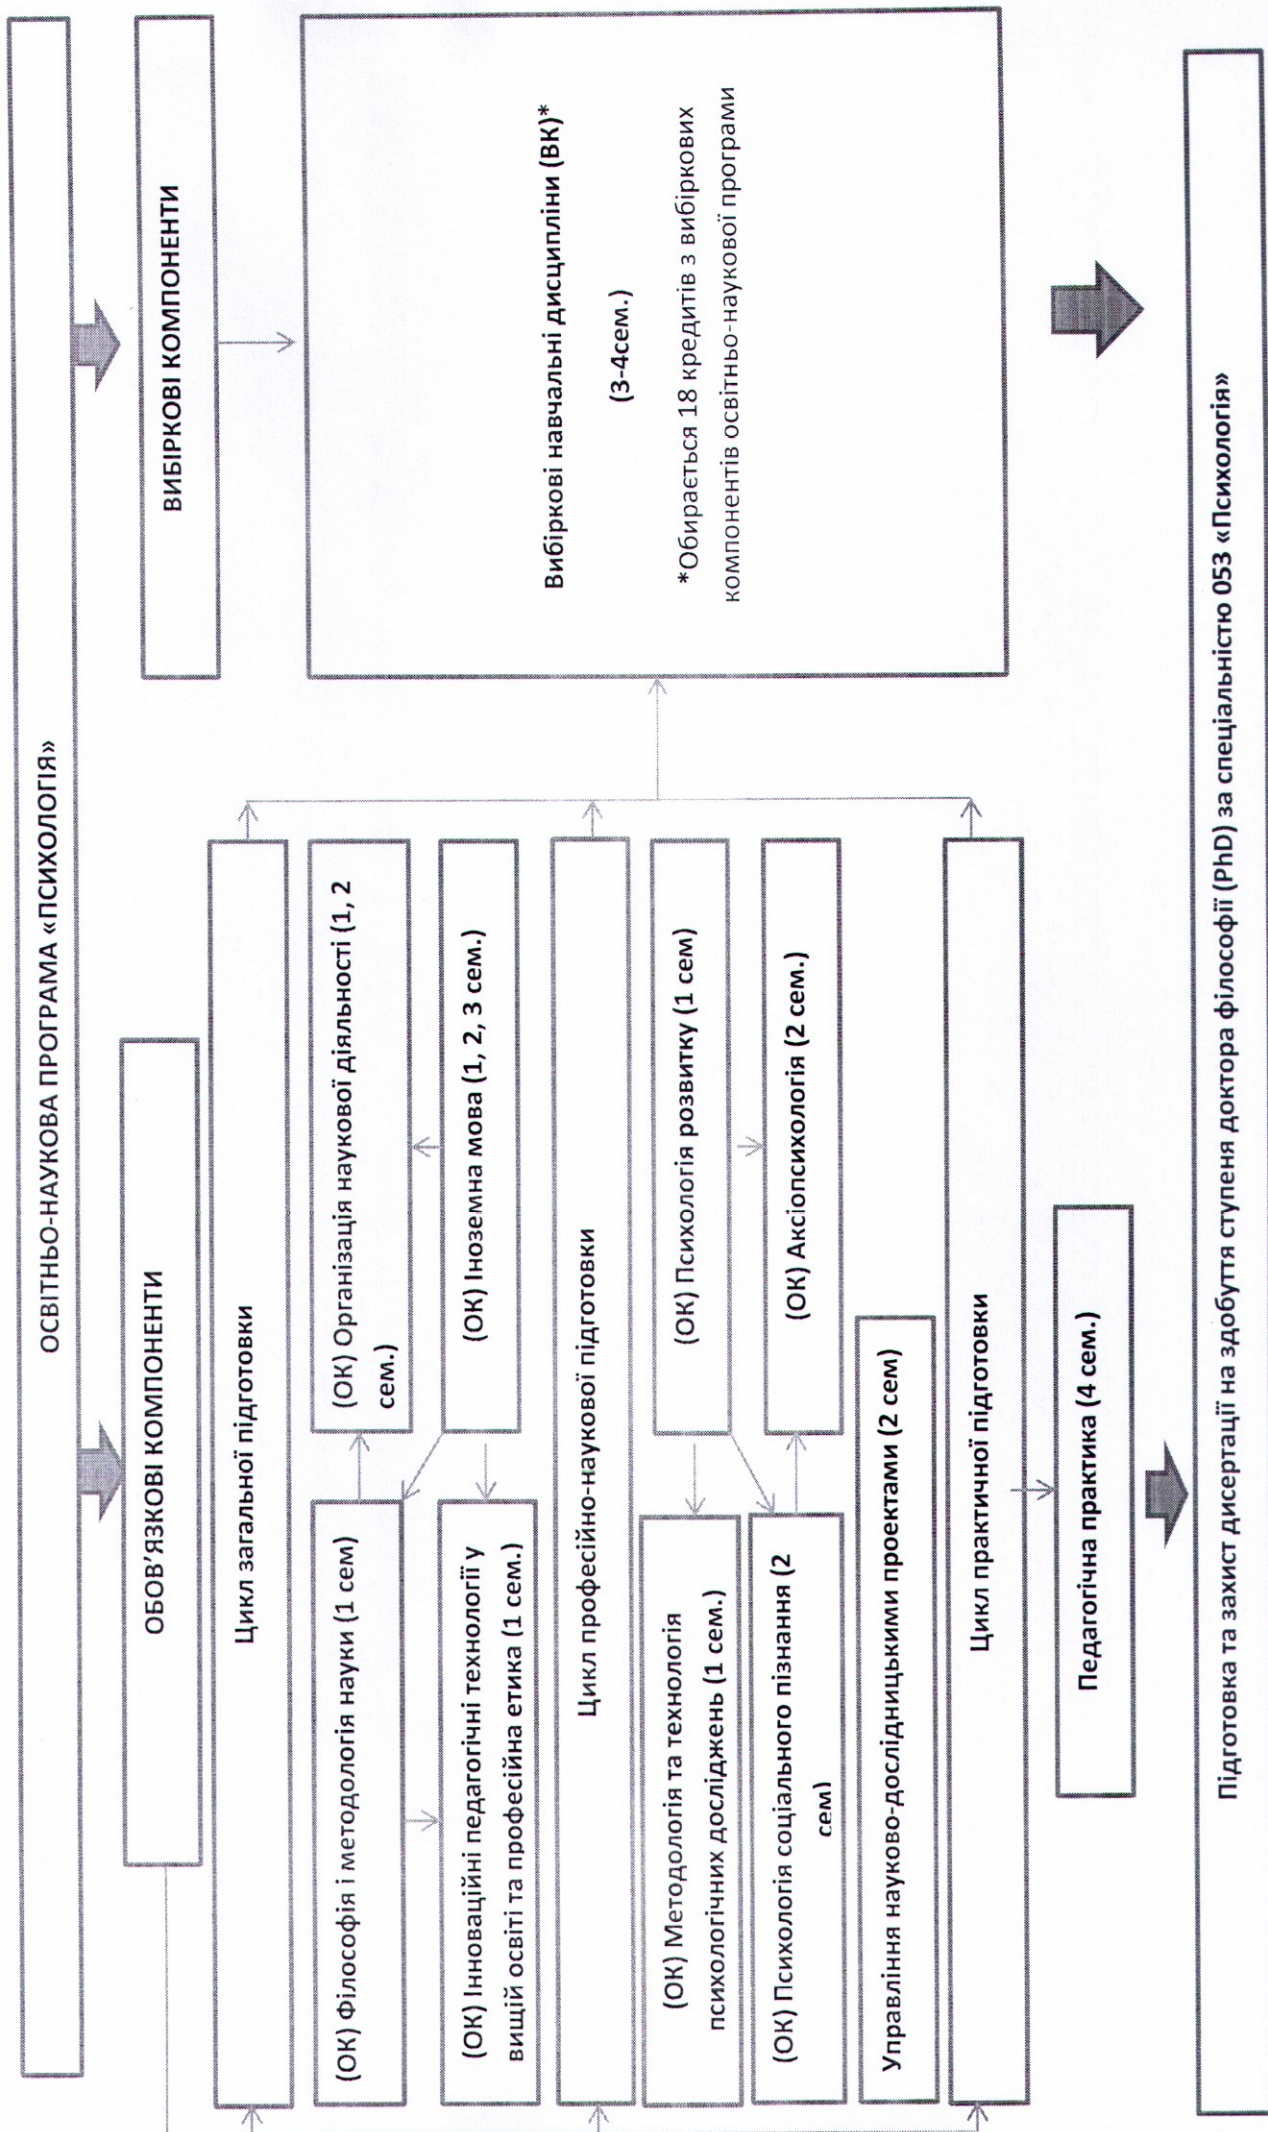 ОСВІТНЬО-НАУКОВА ПРОГРАМА «ПСИХОЛОГІЯ»
ОБОВ'ЯЗКОВІ КОМПОНЕНТИ
ВИБІРКОВІ КОМПОНЕНТИ
Цикл загальної підготовки
(ОК) Філософія і методологія науки (1 сем)
(ОК) Організація наукової діяльності (1, 2
сем.)
(ОК) Інноваційні педагогічні технології у
вищій освіті та професійна етика (1 сем.)
(ОК) Іноземна мова (1, 2, 3 сем.)
Цикл професійно-наукової підготовки
(ОК) Методологія та технологія
психологічних досліджень (1 сем.)
(ОК) Психологія розвитку (1 сем)
(ОК) Психологія соціального пізнання (2
сем)
(ОК) Аксіопсихологія (2 сем.)
Управління науково-дослідницькими проектами (2 сем)
Цикл практичної підготовки
Педагогічна практика (4 сем.)
Вибіркові навчальні дисципліни (ВК)*
(3-4сем.)
*Обирається 18 кредитів з вибіркових
компонентів освітньо-наукової програми
Підготовка та захист дисертації на здобуття ступеня доктора філософії (PhD) за спеціальністю 053 «Психологія»